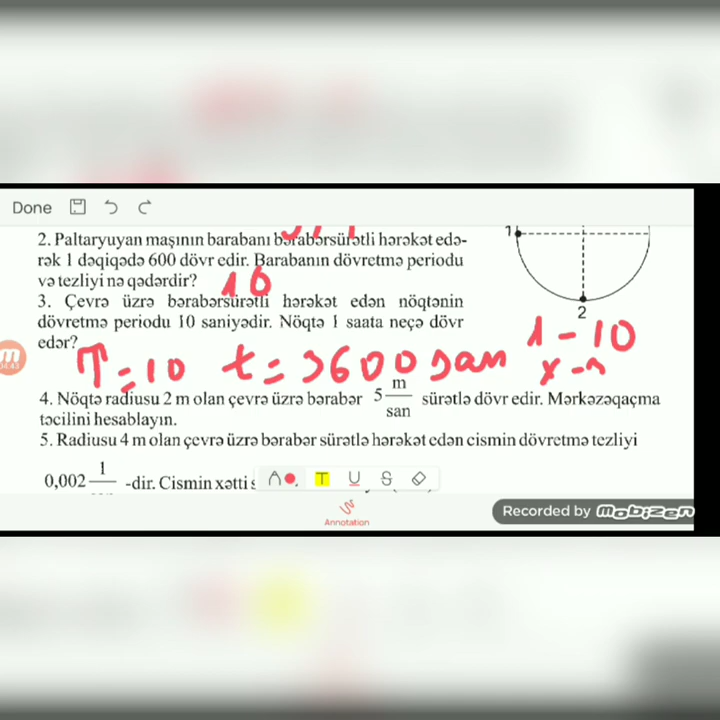 Done
2. Paltaryuyan maşının barabanı bərabərsürətli hərəkət edə-
rək 1 dəqiqədə 600 dövr edir. Barabanın dövretmə periodu
və tezliyi nə qədərdir? 10
3. Çevrə üzrə bərabərsürətli hərəkət edən nöqtənin
dövretmə periodu 10 saniyədir. Nöqtə 1 saata neçə dövr
edər?
1
2
T=10 t=3600 san 1-10
4. Nöqtə radiusu 2 m olan çevrə üzrə bərabər 5 m/san sürətlə dövr edir. Mərkəzəqaçma
təcilini hesablayın.
5. Radiusu 4 m olan çevrə üzrə bərabər sürətlə hərəkət edən cismin dövretmə tezliyi
0,002 1 -dir. Cismin xətti
A T U S
Annotation
Recorded by mobizen